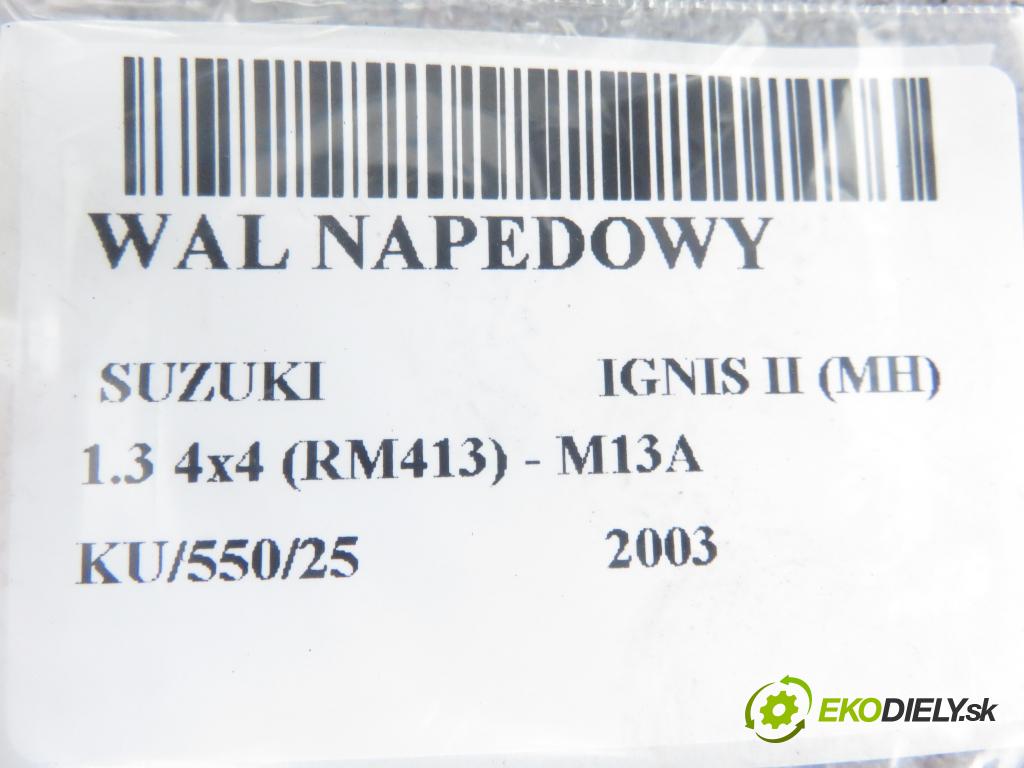 WAL NAPEDOWY
SUZUKI IGNIS II (MH)
1.3 4x4 (RM413) - M13A
KU/550/25 2003
EKODIELY.sk